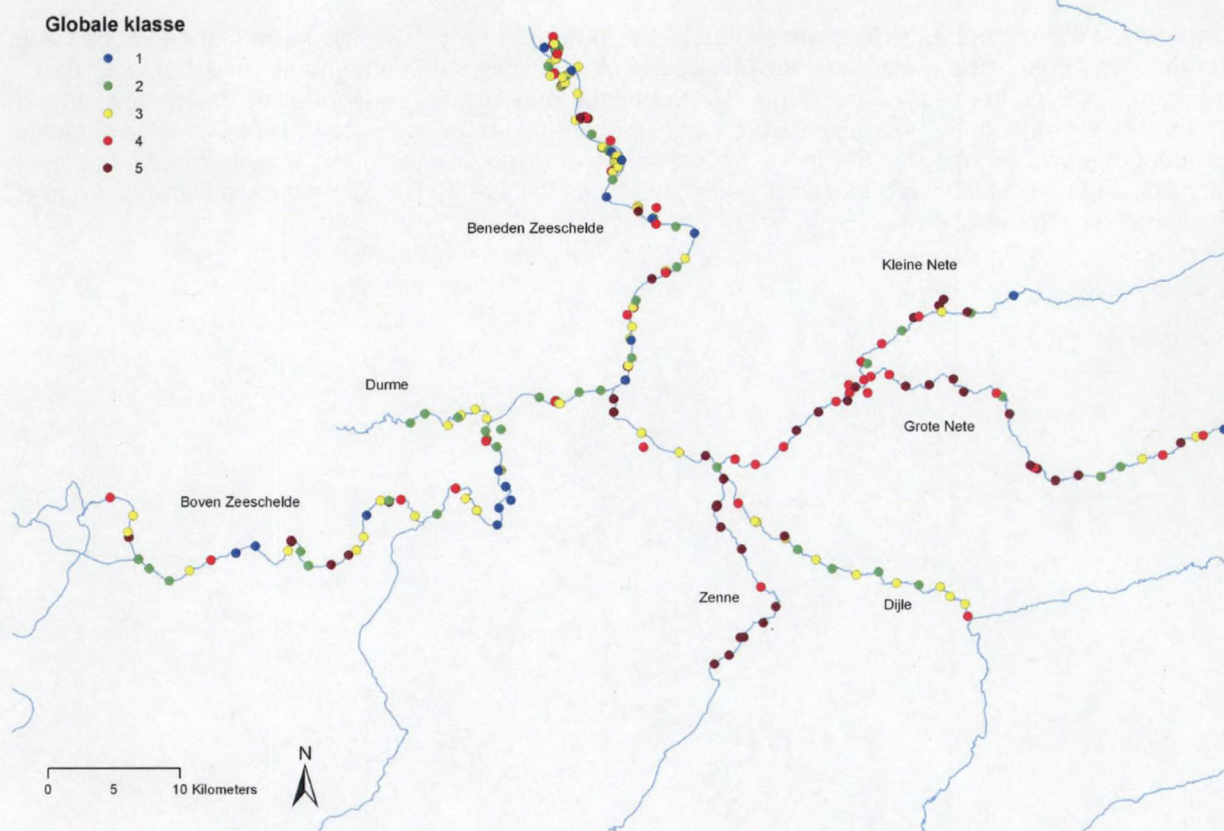 Globale klasse
1
2
3
4
5
Beneden Zeeschelde
Kleine Nete
Durme
Grote Nete
Boven Zeeschelde
Zenne
Dijle
N
0 5 10 Kilometers